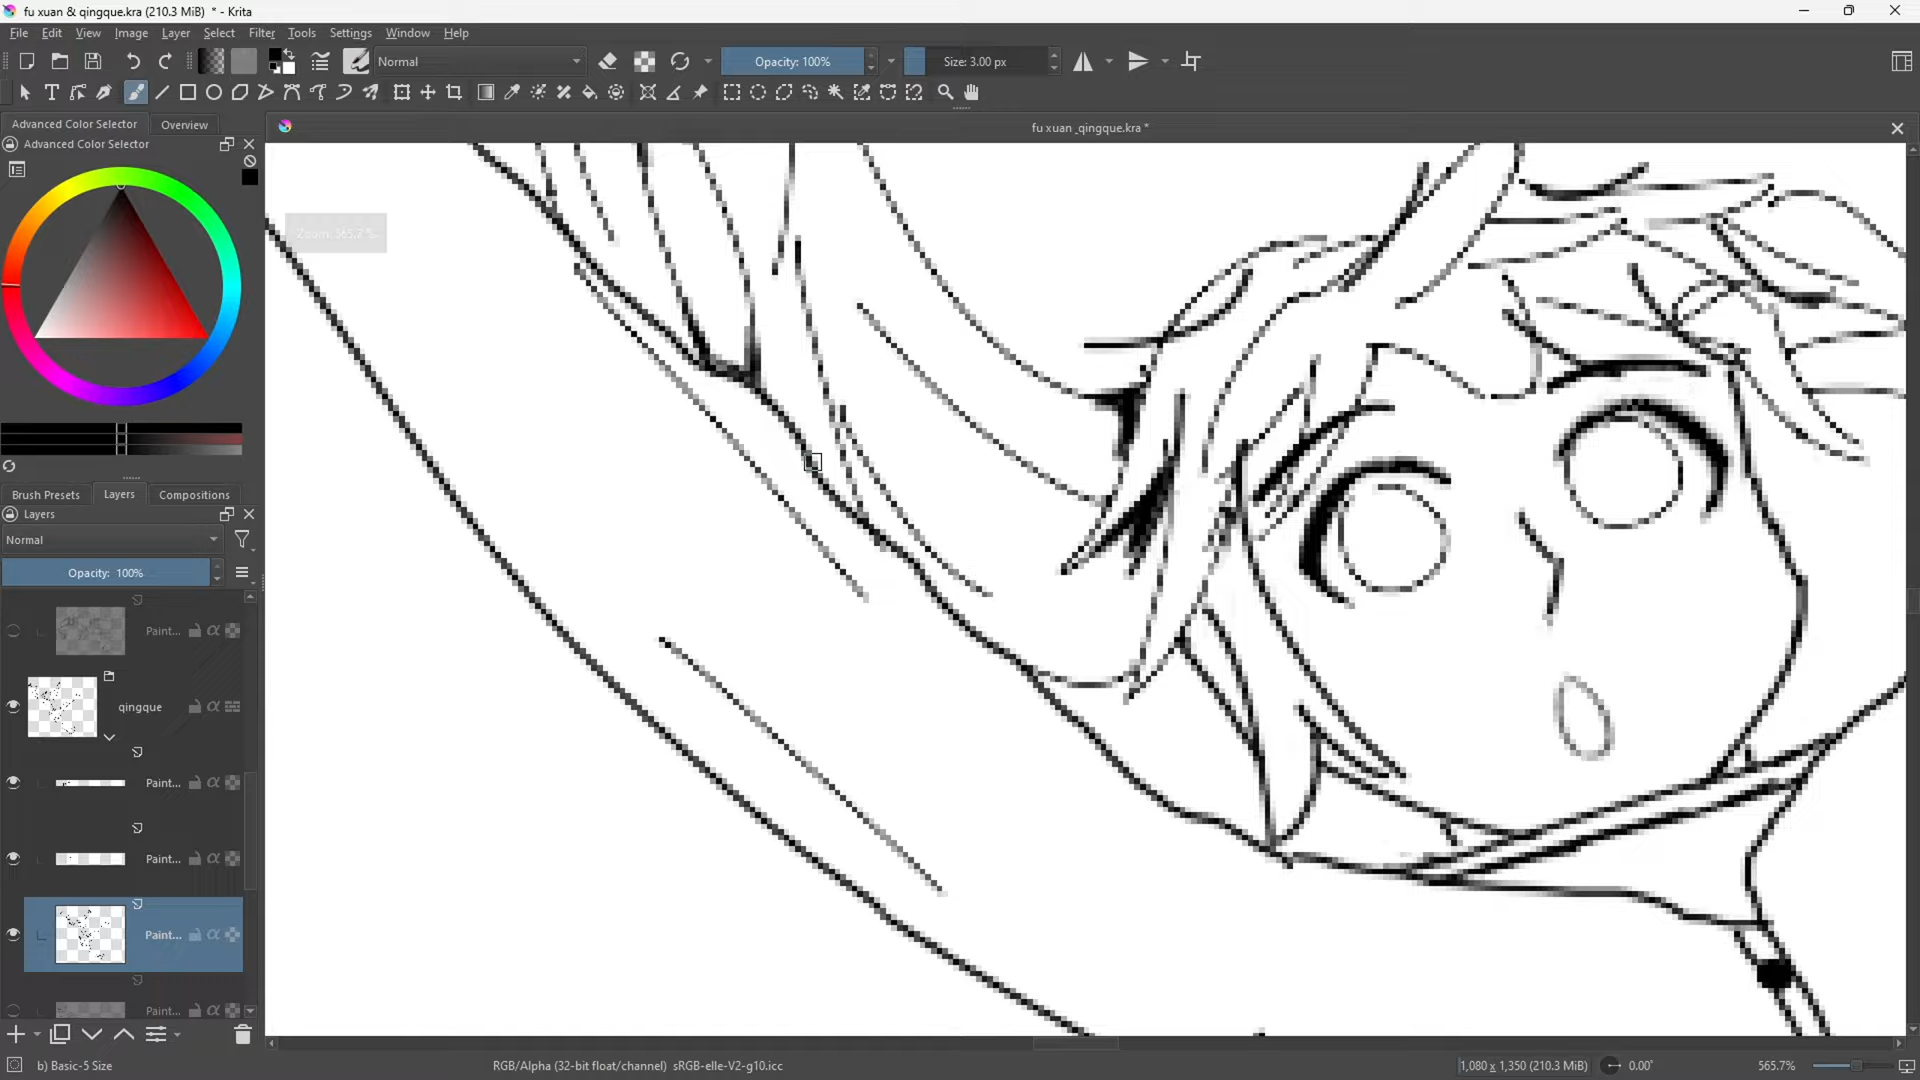 fu xuan & qingque.kra (210.3 MiB) * - Krita
File Edit View Image Layer Select Filter Tools Settings Window Help
Normal Opacity: 100% Size: 3.00 px
Advanced Color Selector Overview
fu xuan _qingque.kra *
Advanced Color Selector
Zoom: 565.7 %
Brush Presets Layers Compositions
Layers
Normal
Opacity: 100%
Paint...
qingque
Paint...
Paint...
Paint...
Paint...
b) Basic-5 Size
RGB/Alpha (32-bit float/channel) sRGB-elle-V2-g10.icc
1,080 x 1,350 (210.3 MiB)
0.00°
565.7%